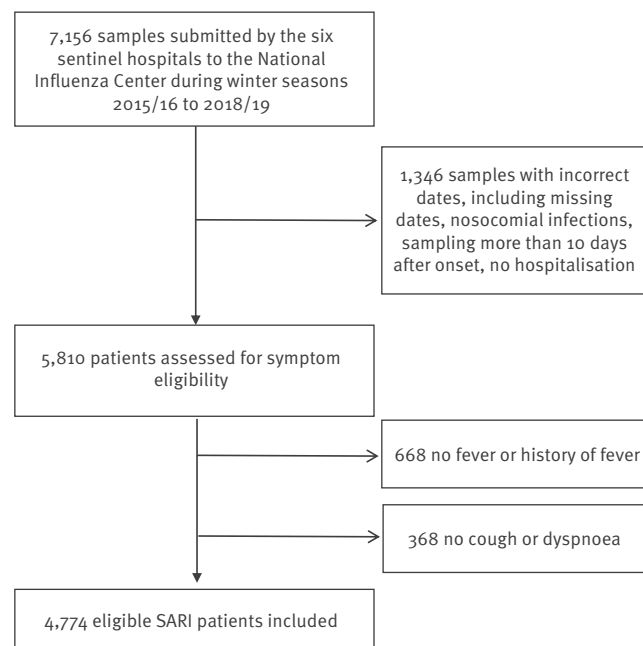 7,156 samples submitted by the six
sentinel hospitals to the National
Influenza Center during winter seasons
2015/16 to 2018/19
1,346 samples with incorrect
dates, including missing
dates, nosocomial infections,
sampling more than 10 days
after onset, no hospitalisation
5,810 patients assessed for symptom
eligibility
668 no fever or history of fever
368 no cough or dyspnoea
4,774 eligible SARI patients included